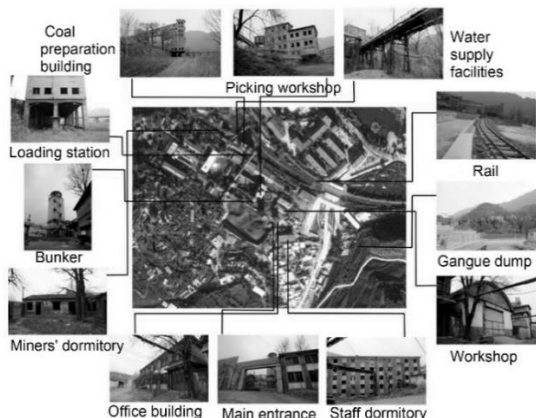 Coal
preparation
building
Picking workshop
Water
supply
facilities
Loading station
Rail
Bunker
Gangue dump
Miners' dormitory
Workshop
Office building
Main entrance
Staff dormitory